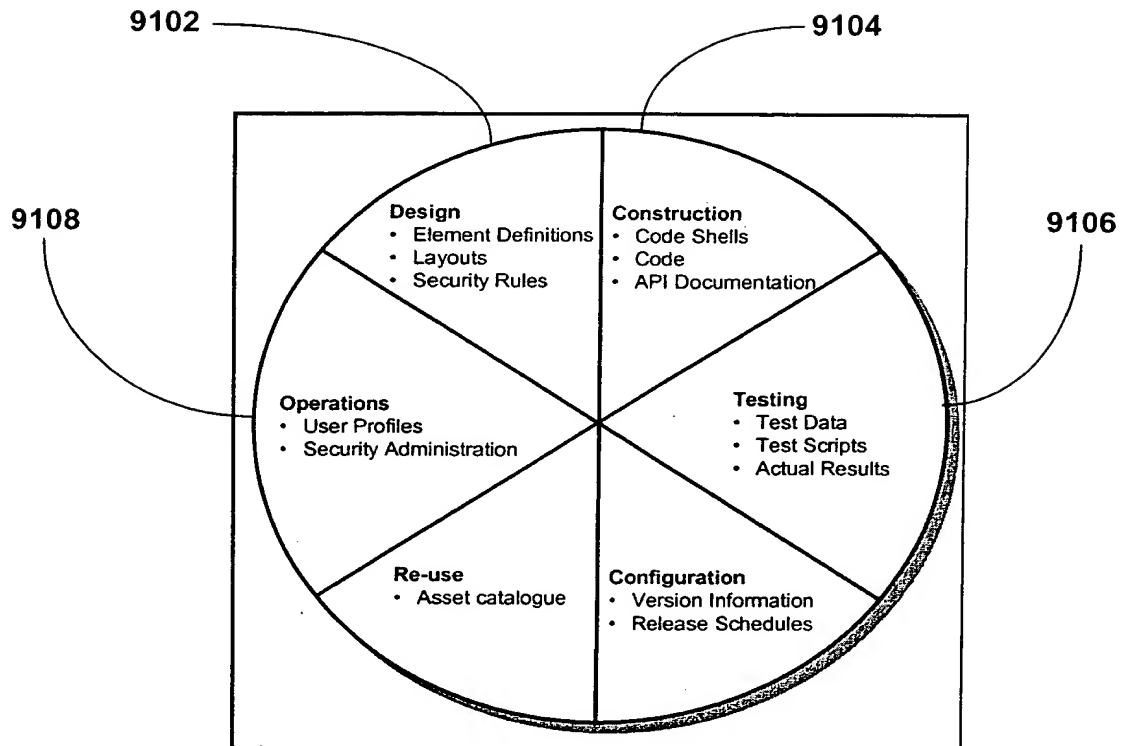 9102
9104
9108
9106
Design
• Element Definitions
• Layouts
• Security Rules
Construction
• Code Shells
• Code
• API Documentation
Operations
• User Profiles
• Security Administration
Testing
• Test Data
• Test Scripts
• Actual Results
Re-use
• Asset catalogue
Configuration
• Version Information
• Release Schedules